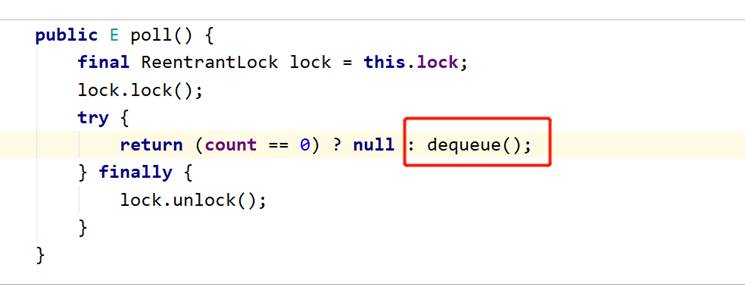 public E poll() {
    final ReentrantLock lock = this.lock;
    lock.lock();
    try {
        return (count == 0) ? null : dequeue();
    } finally {
        lock.unlock();
    }
}